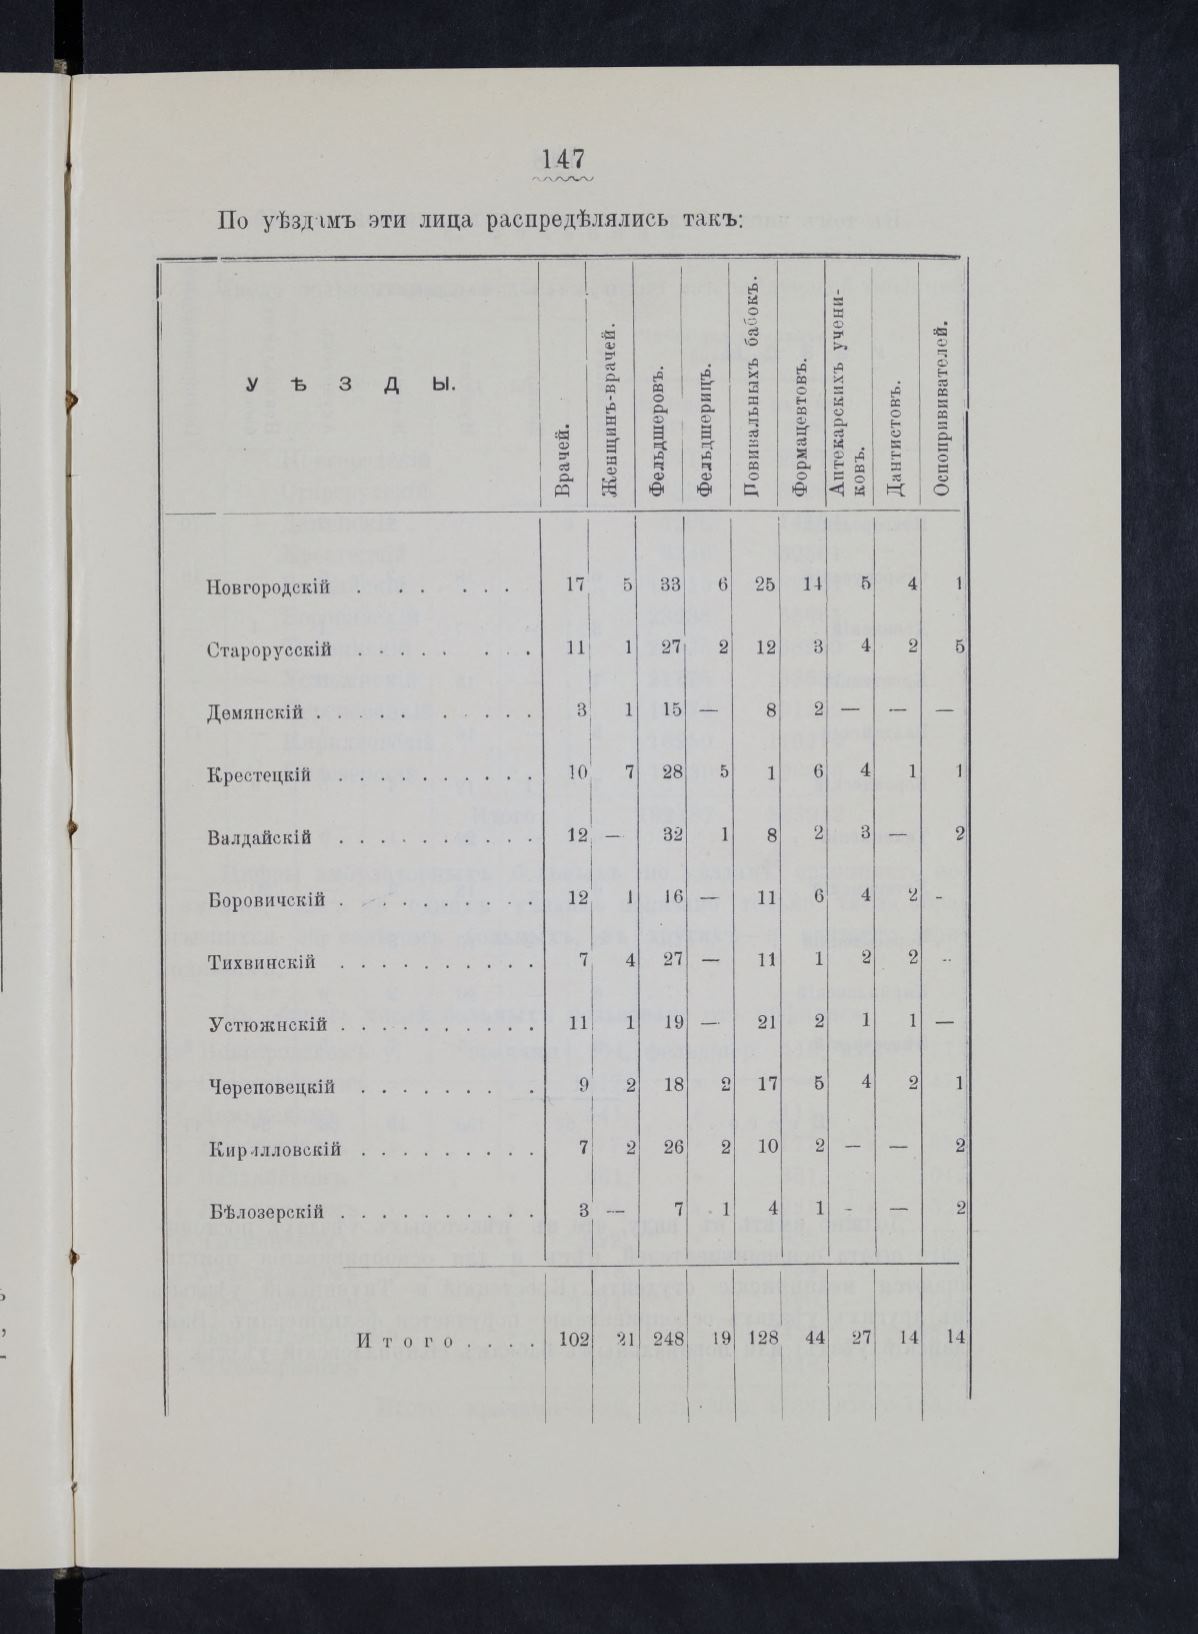 147
По уѣздамъ эти лица распредѣлялись такъ:
УѢЗДЫ. Врачей. Женщинъ-врачей. Фельдшеровъ. Фельдшерицъ. Повивальныхъ бабокъ. Формацевтовъ. Аптекарскихъ учени-
ковъ. Дантистовъ. Оспопрививателей.
Новгородскій . . . . . . . 17 5 33 6 25 14 5 4 1
Старорусскій . . . . . . . 11 1 27 2 12 3 4 2 5
Демянскій . . . . . . . . . . 3 1 15 — 8 2 — — —
Крестецкій . . . . . . . . . . 10 7 28 5 1 6 4 1 1
Валдайскій . . . . . . . . . . 12 — 32 1 8 2 3 — 2
Боровичскій . . . . . . . . . 12 1 16 — 11 6 4 2 -
Тихвинскій . . . . . . . . . . 7 4 27 — 11 1 2 2 --
Устюжнскій . . . . . . . . . . 11 1 19 — 21 2 1 1 —
Череповецкій . . . . . . . . 9 2 18 2 17 5 4 2 1
Кирилловскій . . . . . . . . . 7 2 26 2 10 2 — — 2
Бѣлозерскій . . . . . . . . . . 3 — 7 1 4 1 - — 2
Итого . . . . 102 21 248 19 128 44 27 14 14